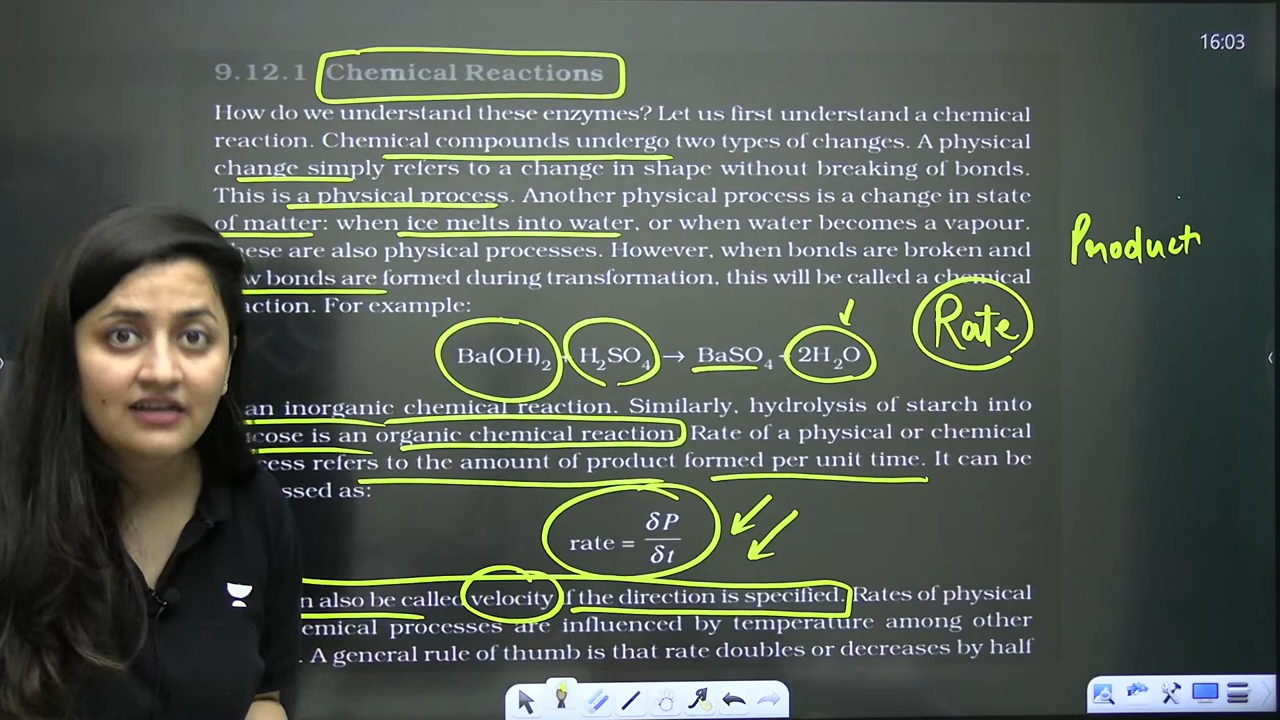 16:03
9.12.1 Chemical Reactions
How do we understand these enzymes? Let us first understand a chemical
reaction. Chemical compounds undergo two types of changes. A physical
change simply refers to a change in shape without breaking of bonds.
This is a physical process. Another physical process is a change in state
of matter: when ice melts into water, or when water becomes a vapour.
ese are also physical processes. However, when bonds are broken and
w bonds are formed during transformation, this will be called a chemical
action. For example:
Product
Rate
Ba(OH)₂ + H₂SO₄ → BaSO₄ + 2H₂O
an inorganic chemical reaction. Similarly, hydrolysis of starch into
cose is an organic chemical reaction. Rate of a physical or chemical
cess refers to the amount of product formed per unit time. It can be
ssed as:
rate = δP/δt
n also be called velocity if the direction is specified. Rates of physical
emical processes are influenced by temperature among other
. A general rule of thumb is that rate doubles or decreases by half